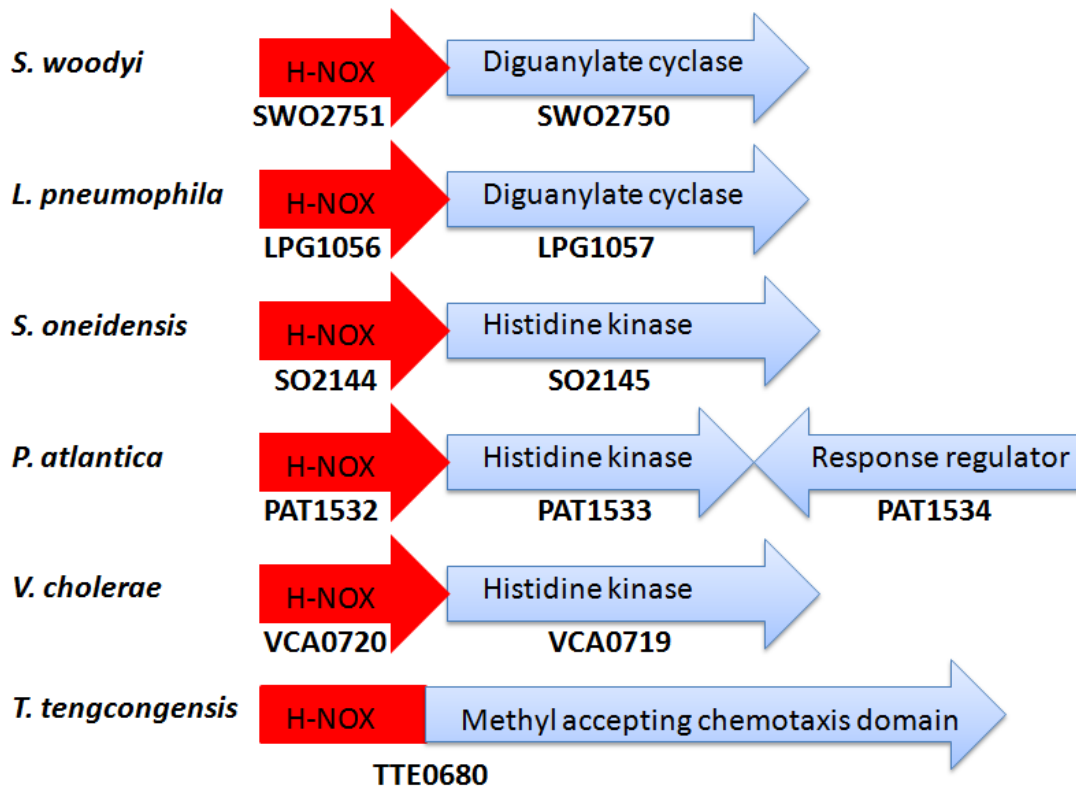 S. woodyi H-NOX Diguanylate cyclase
SWO2751 SWO2750
L. pneumophila H-NOX Diguanylate cyclase
LPG1056 LPG1057
S. oneidensis H-NOX Histidine kinase
SO2144 SO2145
P. atlantica H-NOX Histidine kinase Response regulator
PAT1532 PAT1533 PAT1534
V. cholerae H-NOX Histidine kinase
VCA0720 VCA0719
T. tengcongensis H-NOX Methyl accepting chemotaxis domain
TTE0680